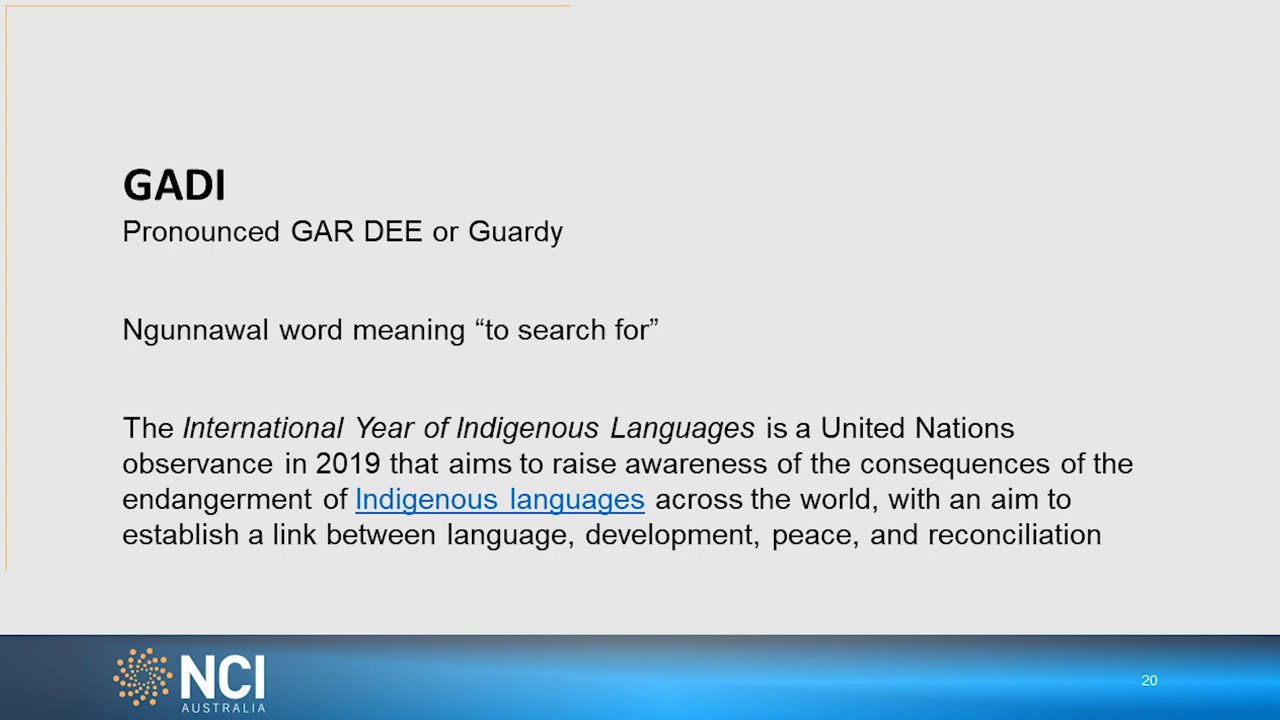 GADI
Pronounced GAR DEE or Guardy
Ngunnawal word meaning “to search for”
The International Year of Indigenous Languages is a United Nations
observance in 2019 that aims to raise awareness of the consequences of the
endangerment of Indigenous languages across the world, with an aim to
establish a link between language, development, peace, and reconciliation
NCI
AUSTRALIA
20